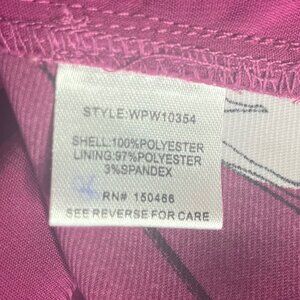 STYLE:WPW10354
SHELL:100%POLYESTER
LINING:97%POLYESTER
3%SPANDEX
RN# 150466
SEE REVERSE FOR CARE